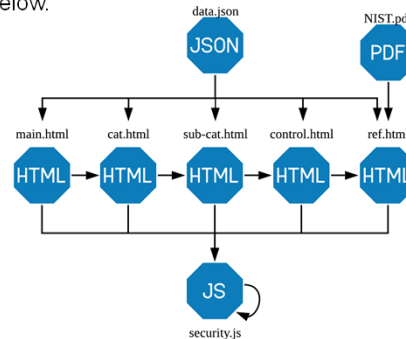 elow.
data.json
JSON
NIST.pd
PDF
main.html cat.html sub-cat.html control.html ref.htm
HTML HTML HTML HTML HTML
JS
security.js